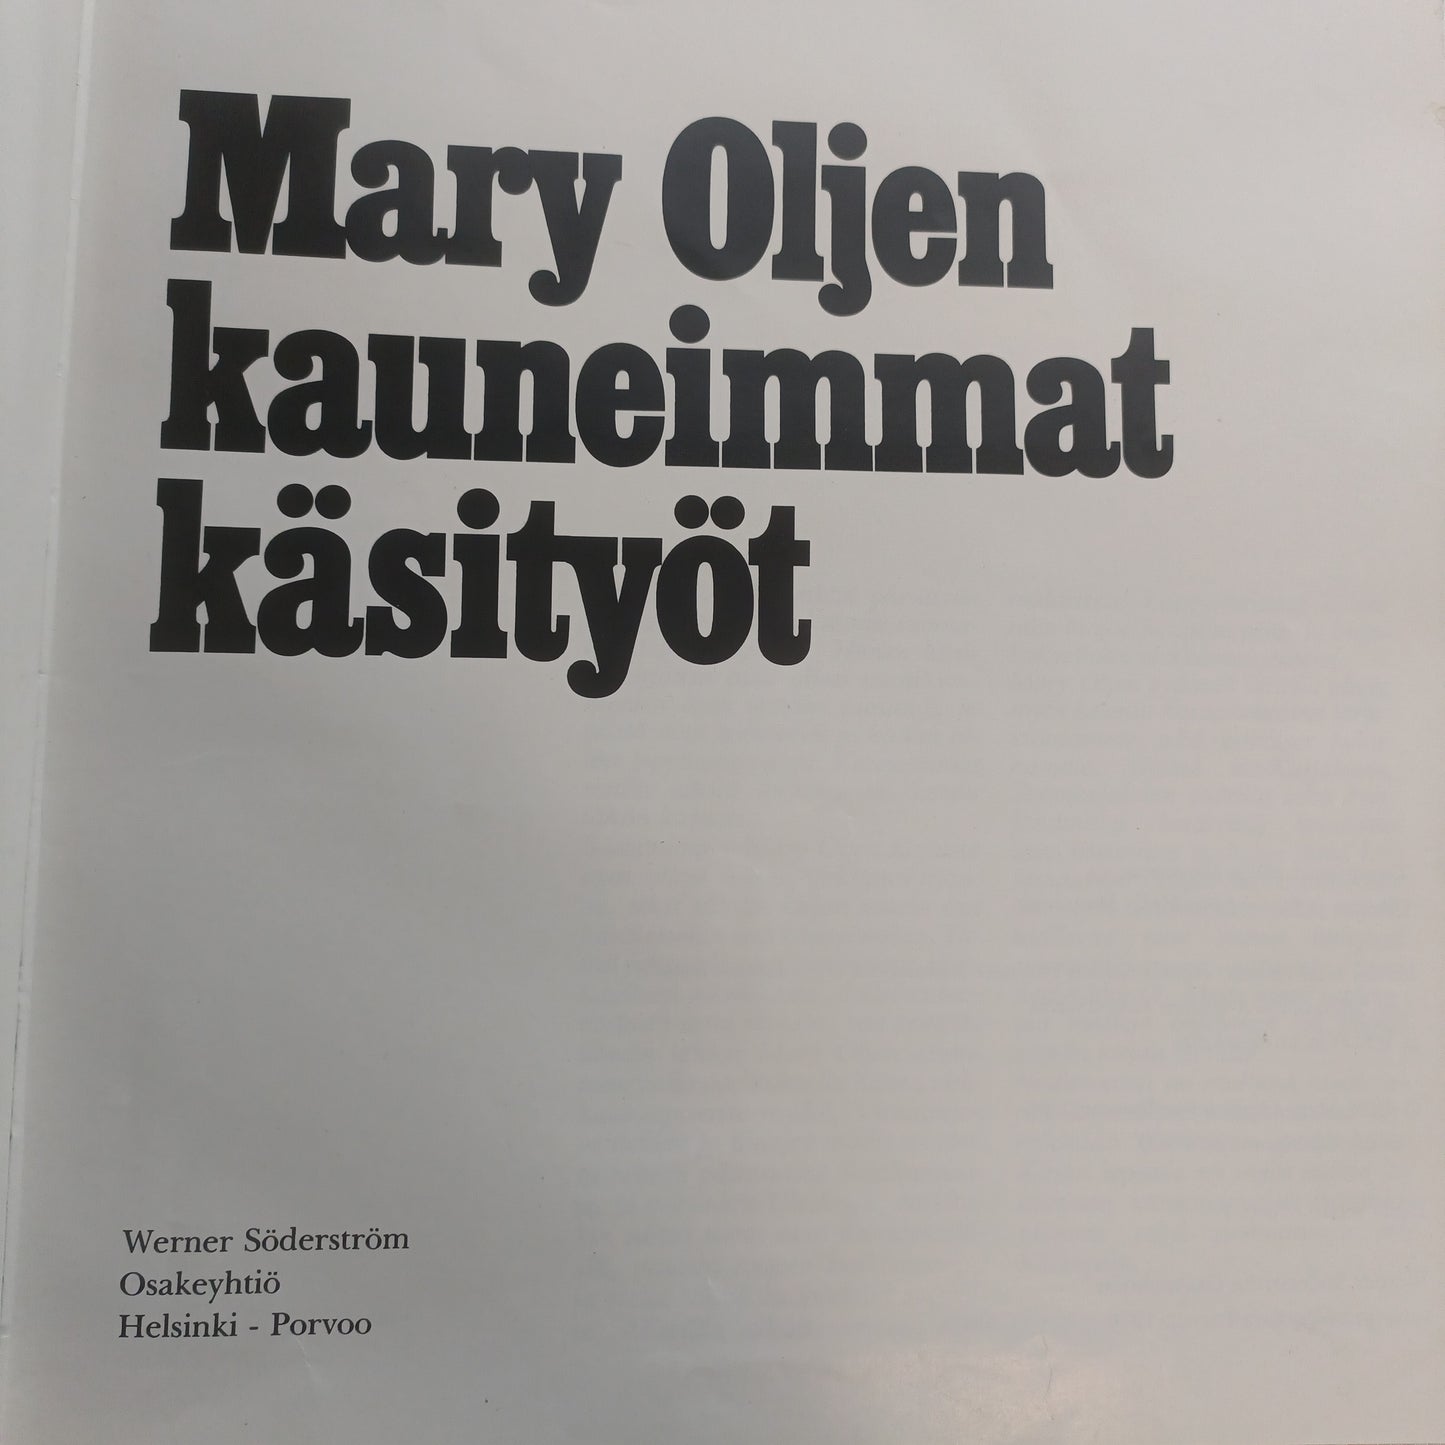 Mary Oljen
kauneimmat
käsityöt
Werner Söderström
Osakeyhtiö
Helsinki - Porvoo